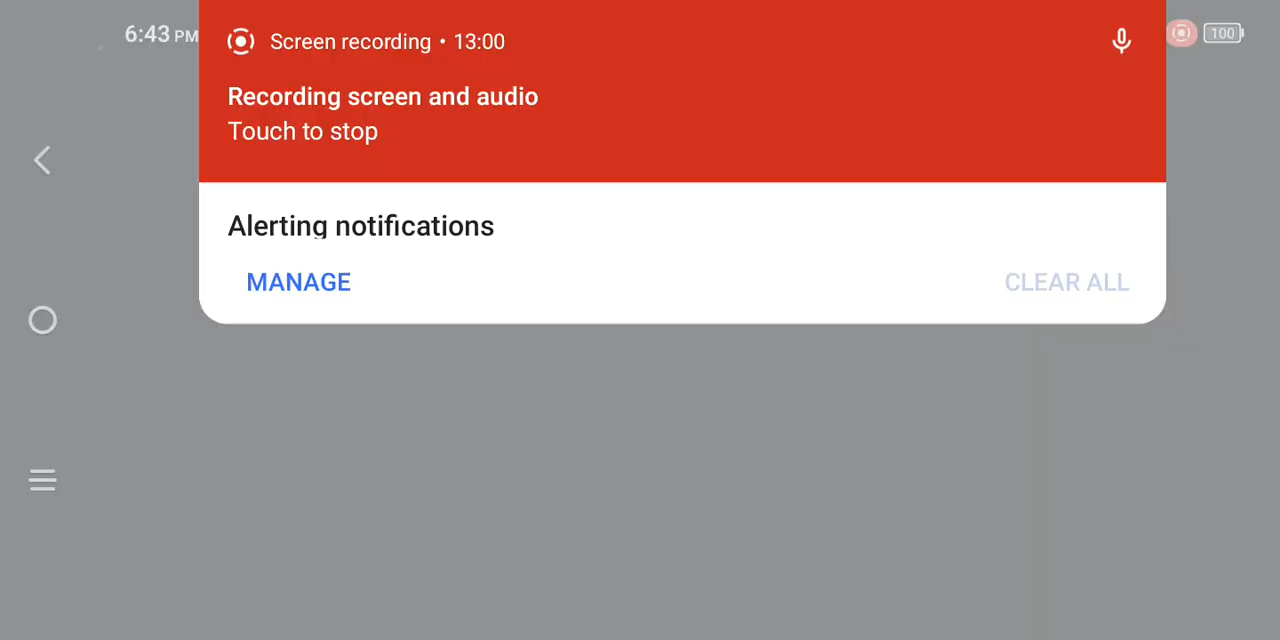 6:43 PM
Screen recording • 13:00
100
Recording screen and audio
Touch to stop
Alerting notifications
MANAGE
CLEAR ALL